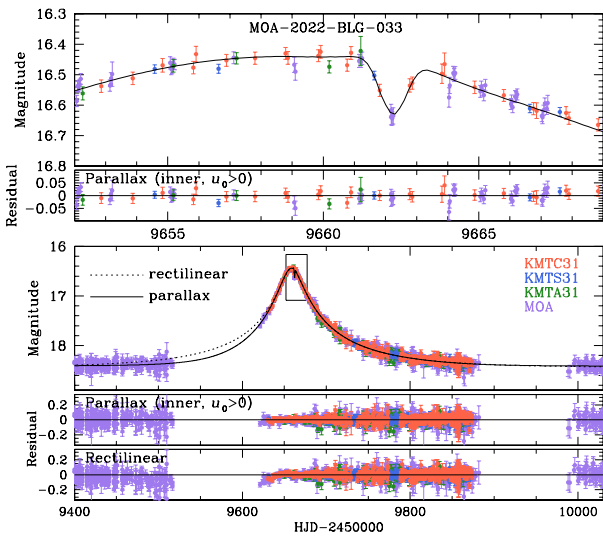 MOA-2022-BLG-033
Magnitude
16.3
16.4
16.5
16.6
16.7
16.8
Residual
Parallax (inner, u₀>0)
0.05
0
-0.05
9655
9660
9665
Magnitude
16
17
18
rectilinear
parallax
KMTC31
KMTS31
KMTA31
MOA
Residual
Parallax (inner, u₀>0)
0.2
0
-0.2
Rectilinear
0.2
0
-0.2
9400
9600
9800
10000
HJD-2450000